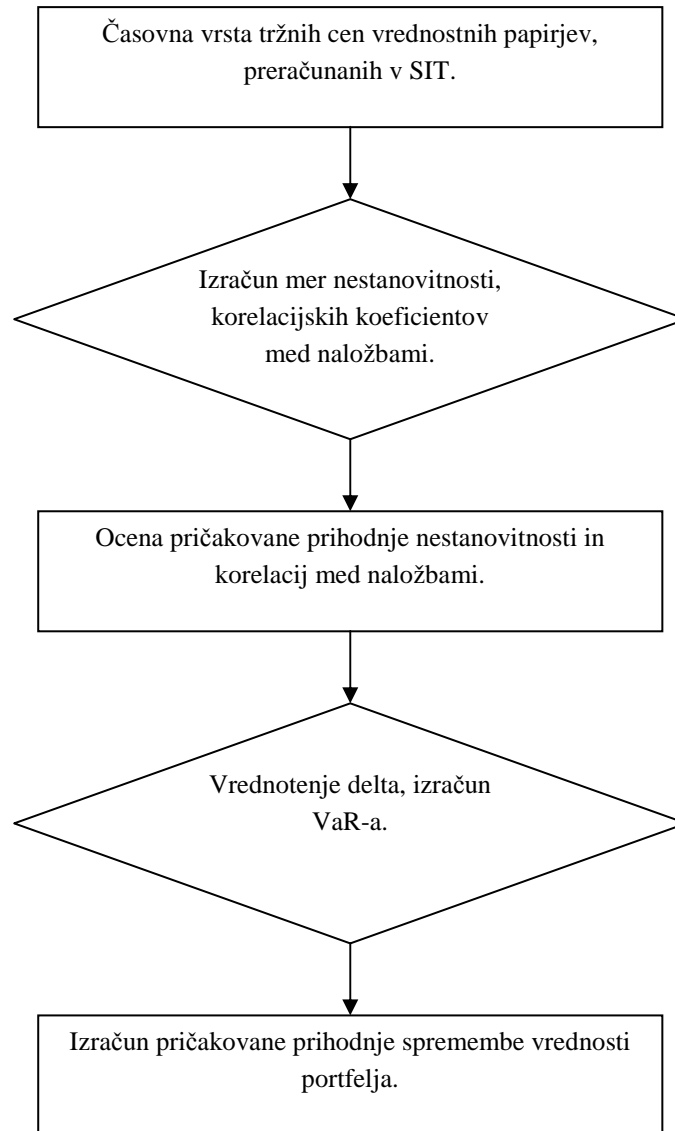 Časovna vrsta tržnih cen vrednostnih papirjev,
preračunanih v SIT.
Izračun mer nestanovitnosti,
korelacijskih koeficientov
med naložbami.
Ocena pričakovane prihodnje nestanovitnosti in
korelacij med naložbami.
Vrednotenje delta, izračun
VaR-a.
Izračun pričakovane prihodnje spremembe vrednosti
portfelja.